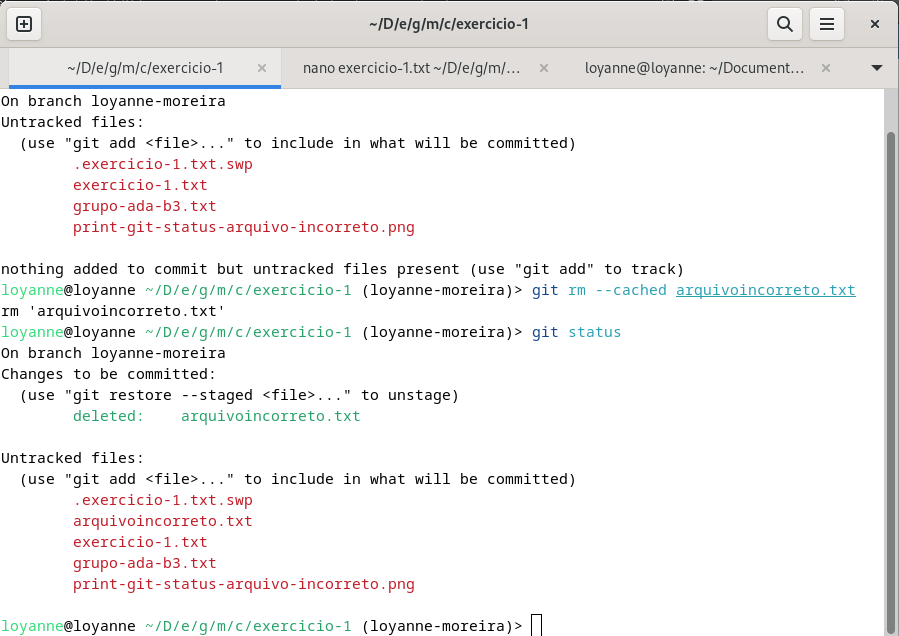 ~/D/e/g/m/c/exercicio-1
~/D/e/g/m/c/exercicio-1
nano exercicio-1.txt ~/D/e/g/m/...
loyanne@loyanne: ~/Document...
On branch loyanne-moreira
Untracked files:
  (use "git add <file>..." to include in what will be committed)
        .exercicio-1.txt.swp
        exercicio-1.txt
        grupo-ada-b3.txt
        print-git-status-arquivo-incorreto.png
nothing added to commit but untracked files present (use "git add" to track)
loyanne@loyanne ~/D/e/g/m/c/exercicio-1 (loyanne-moreira)> git rm --cached arquivoincorreto.txt
rm 'arquivoincorreto.txt'
loyanne@loyanne ~/D/e/g/m/c/exercicio-1 (loyanne-moreira)> git status
On branch loyanne-moreira
Changes to be committed:
  (use "git restore --staged <file>..." to unstage)
        deleted:    arquivoincorreto.txt
Untracked files:
  (use "git add <file>..." to include in what will be committed)
        .exercicio-1.txt.swp
        arquivoincorreto.txt
        exercicio-1.txt
        grupo-ada-b3.txt
        print-git-status-arquivo-incorreto.png
loyanne@loyanne ~/D/e/g/m/c/exercicio-1 (loyanne-moreira)>